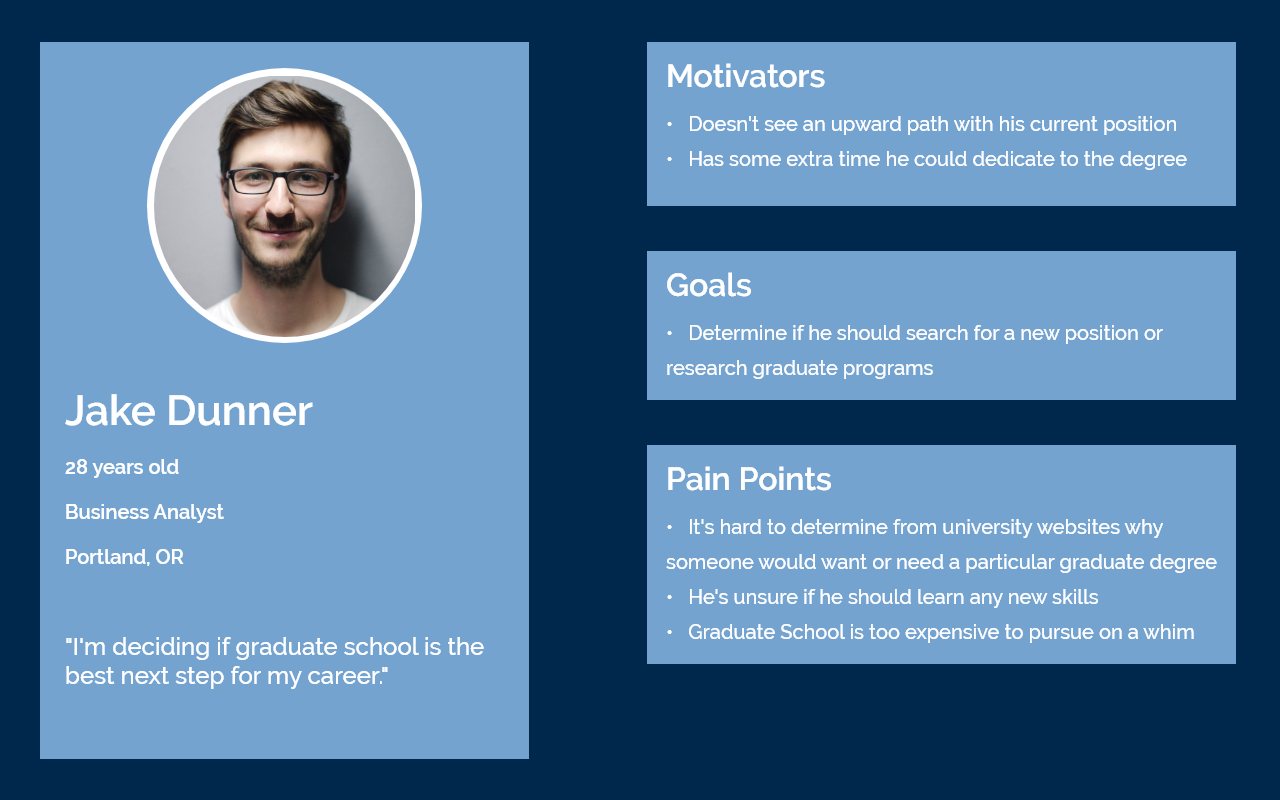 Jake Dunner
28 years old
Business Analyst
Portland, OR
"I'm deciding if graduate school is the
best next step for my career."
Motivators
• Doesn't see an upward path with his current position
• Has some extra time he could dedicate to the degree
Goals
• Determine if he should search for a new position or
research graduate programs
Pain Points
• It's hard to determine from university websites why
someone would want or need a particular graduate degree
• He's unsure if he should learn any new skills
• Graduate School is too expensive to pursue on a whim